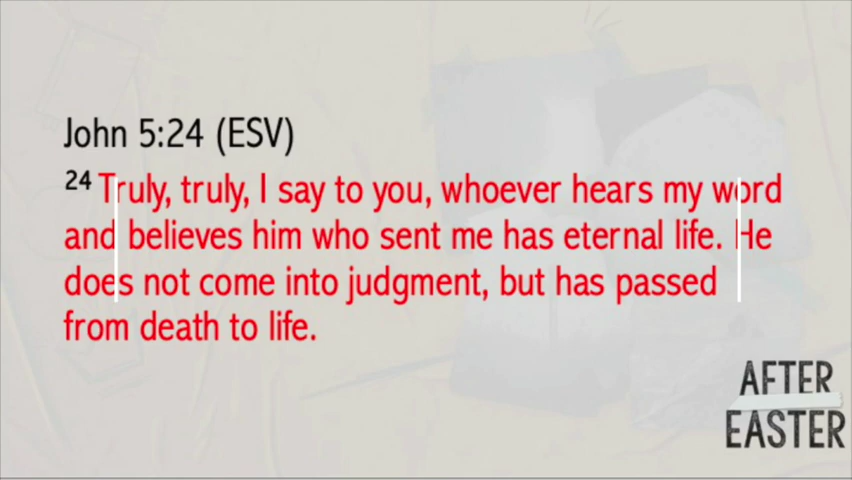 John 5:24 (ESV)
24 Truly, truly, I say to you, whoever hears my word
and believes him who sent me has eternal life. He
does not come into judgment, but has passed
from death to life.
AFTER
EASTER